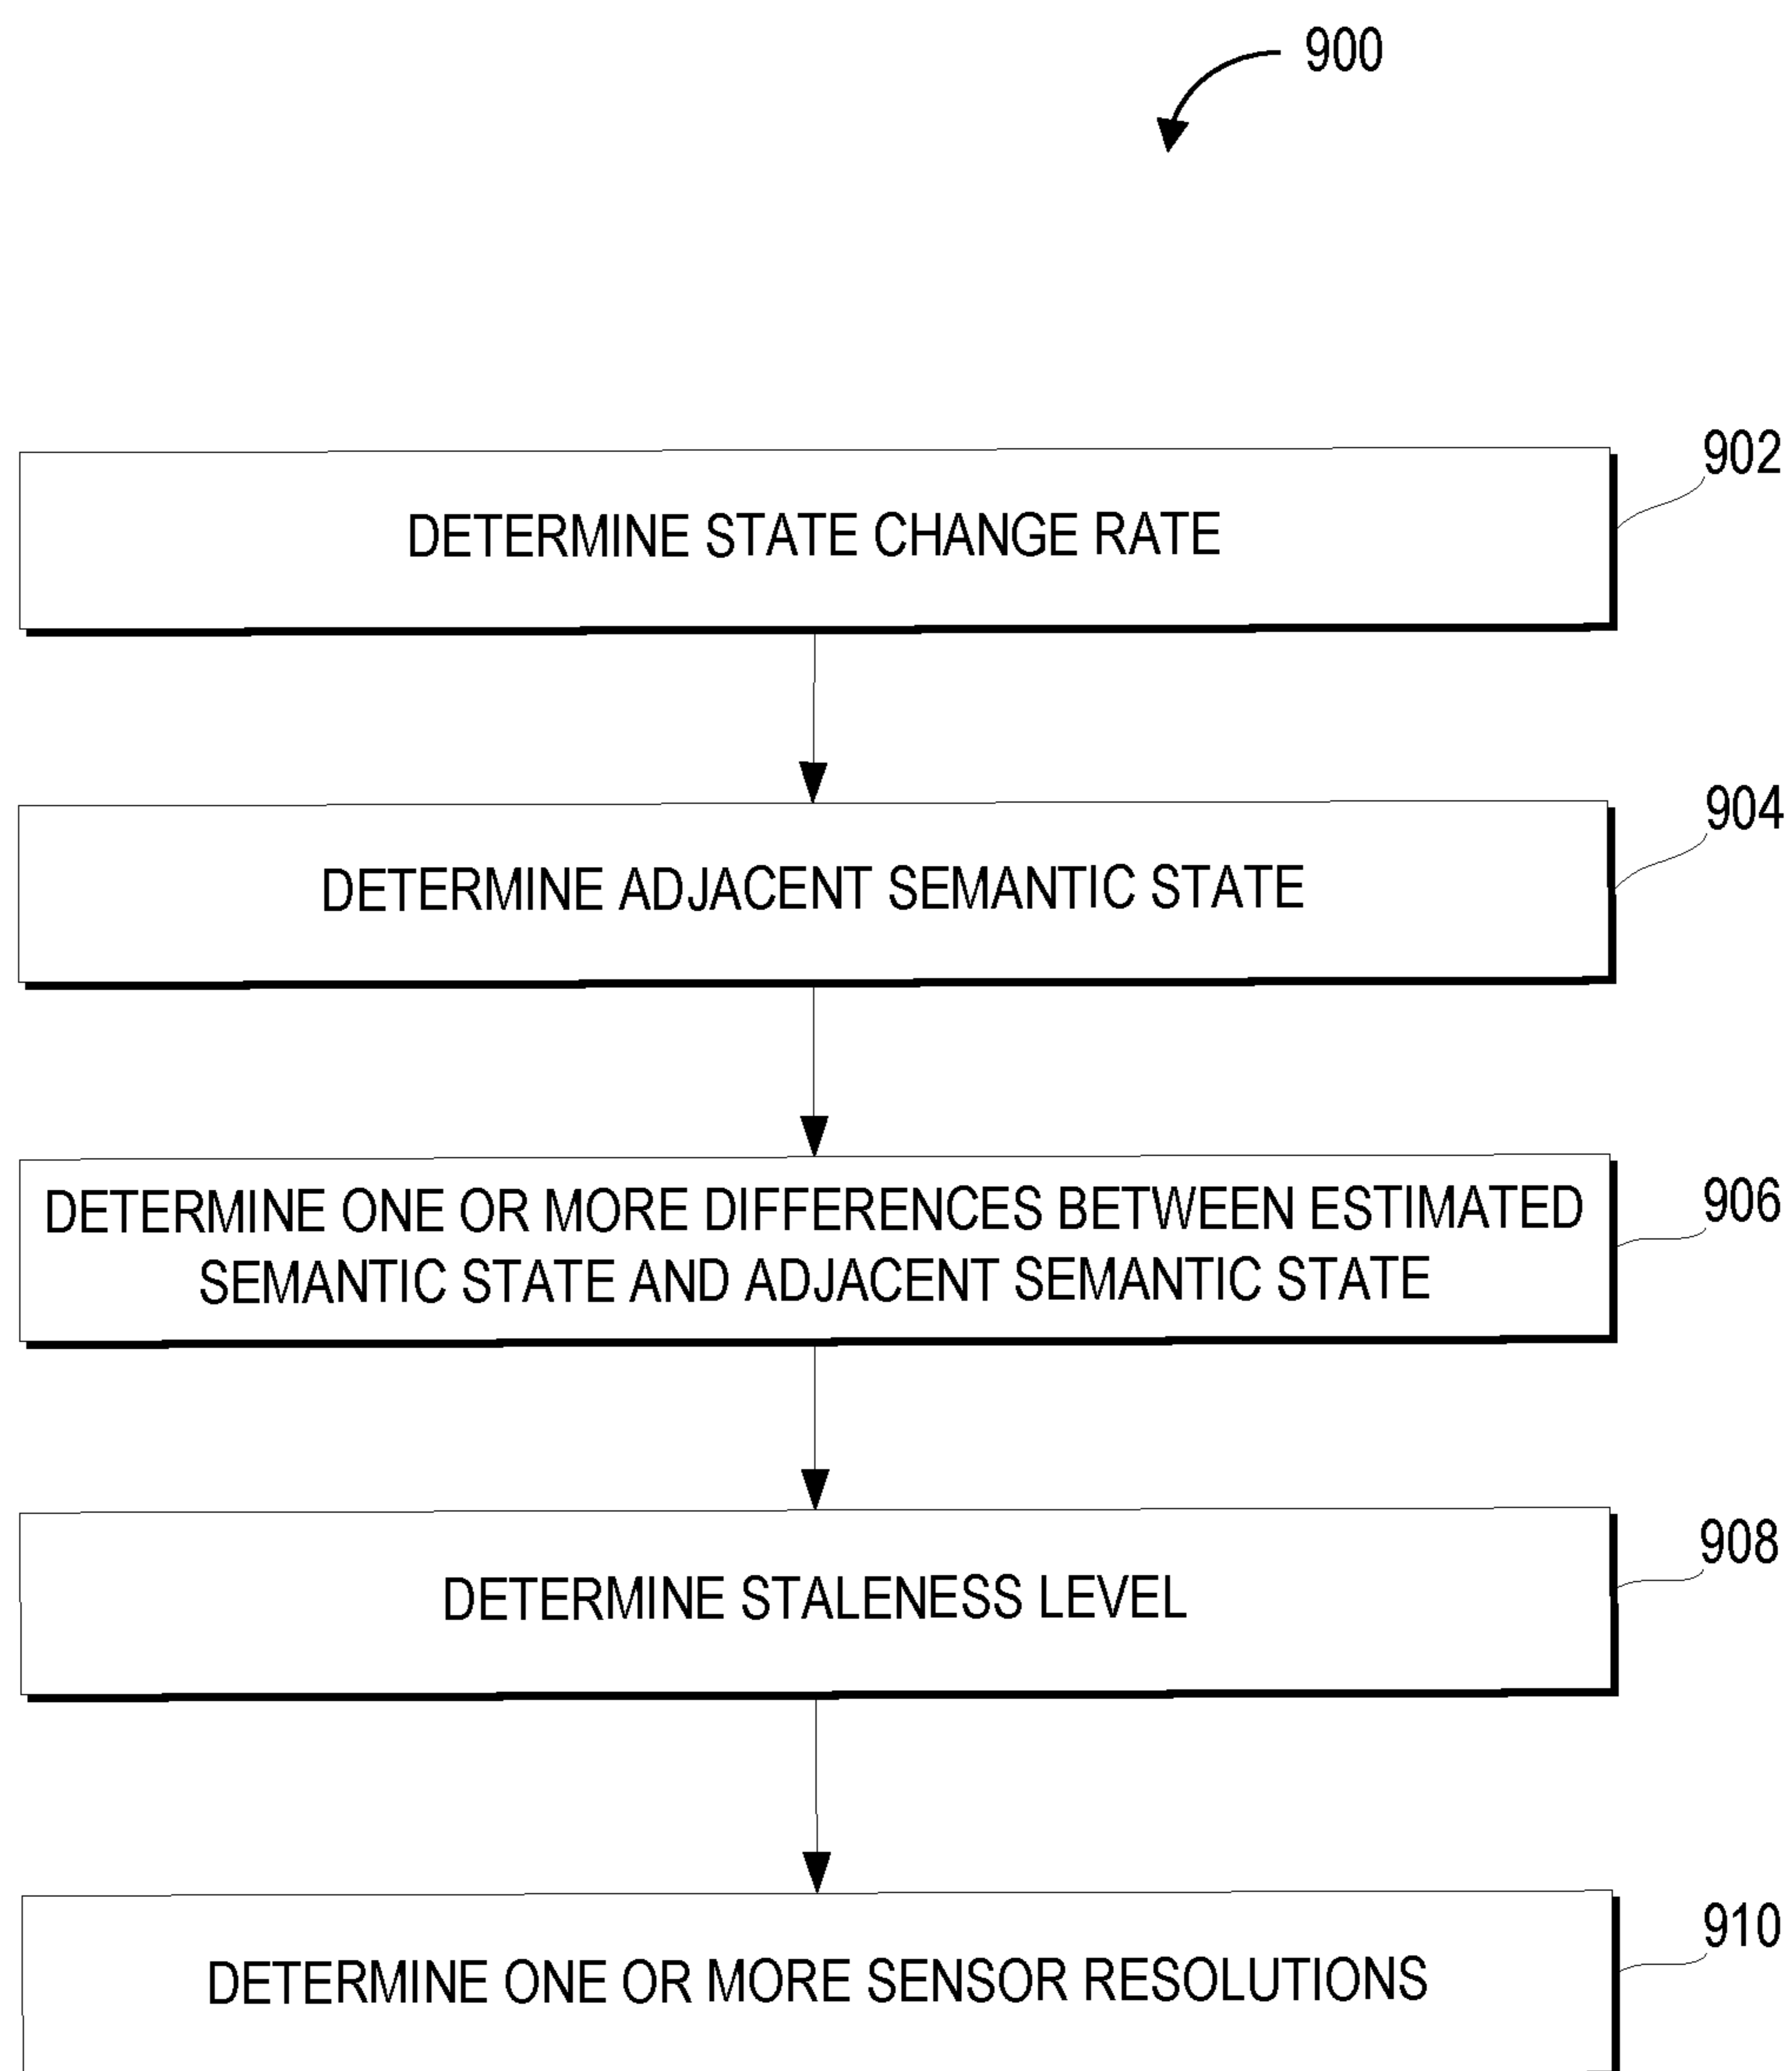 900
902
DETERMINE STATE CHANGE RATE
904
DETERMINE ADJACENT SEMANTIC STATE
906
DETERMINE ONE OR MORE DIFFERENCES BETWEEN ESTIMATED
SEMANTIC STATE AND ADJACENT SEMANTIC STATE
908
DETERMINE STALENESS LEVEL
910
DETERMINE ONE OR MORE SENSOR RESOLUTIONS